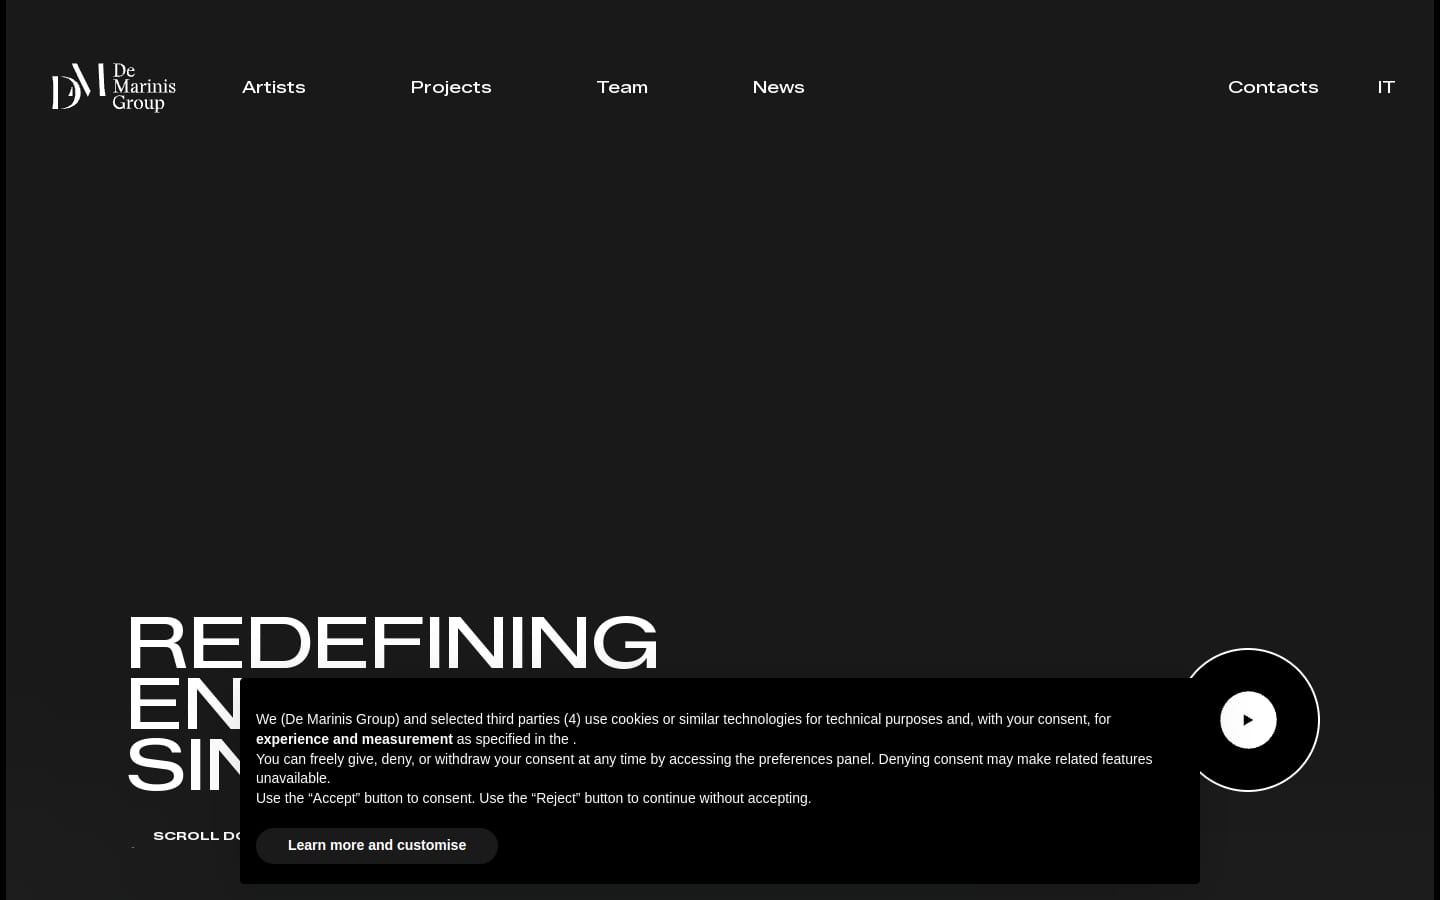 De
Marinis
Group
Artists
Projects
Team
News
Contacts
IT
REDEFINING
EN
SIN
We (De Marinis Group) and selected third parties (4) use cookies or similar technologies for technical purposes and, with your consent, for
experience and measurement as specified in the .
You can freely give, deny, or withdraw your consent at any time by accessing the preferences panel. Denying consent may make related features
unavailable.
Use the “Accept” button to consent. Use the “Reject” button to continue without accepting.
Learn more and customise
SCROLL DO